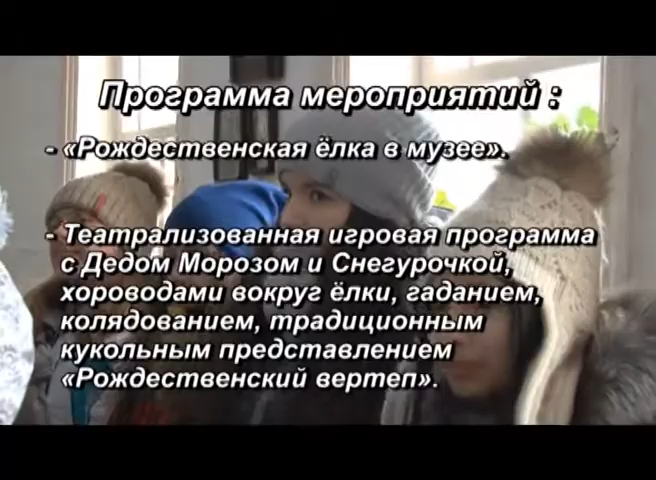 Программа мероприятий :
- «Рождественская ёлка в музее».
- Театрализованная игровая программа
с Дедом Морозом и Снегурочкой,
хороводами вокруг ёлки, гаданием,
колядованием, традиционным
кукольным представлением
«Рождественский вертеп».